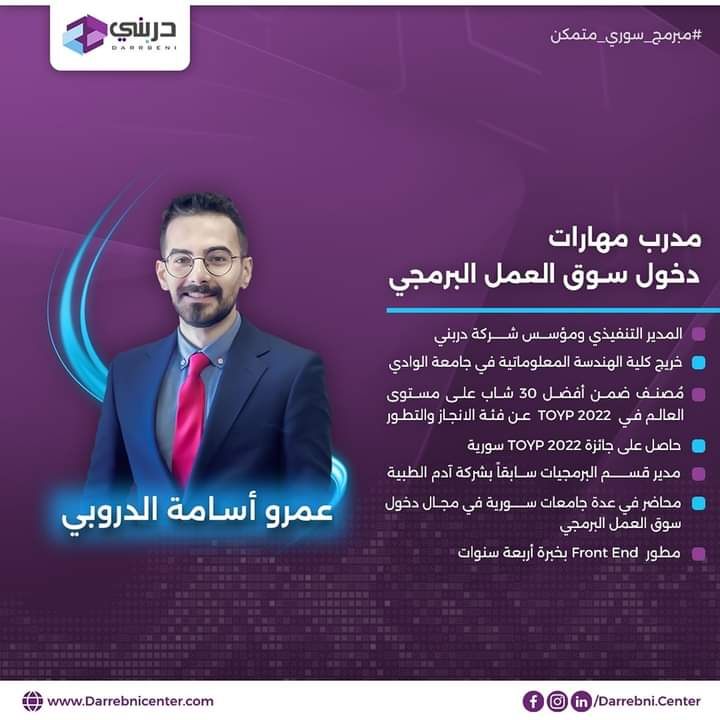 دربني
DARRBENI
#مبرمج_سوري_متمكن
مدرب مهارات
دخول سوق العمل البرمجي
المدير التنفيذي ومؤسس شركة دربني
خريج كلية الهندسة المعلوماتية في جامعة الوادي
مُصنف ضمن أفضل 30 شاب على مستوى
العالم في TOYP 2022 عن فئة الانجاز والتطور
حاصل على جائزة TOYP 2022 سورية
مدير قسم البرمجيات سابقاً بشركة آدم الطبية
محاضر في عدة جامعات سورية في مجال دخول
سوق العمل البرمجي
مطور Front End بخبرة أربعة سنوات
عمرو أسامة الدروبي
www.Darrebnicenter.com
/Darrebni.Center